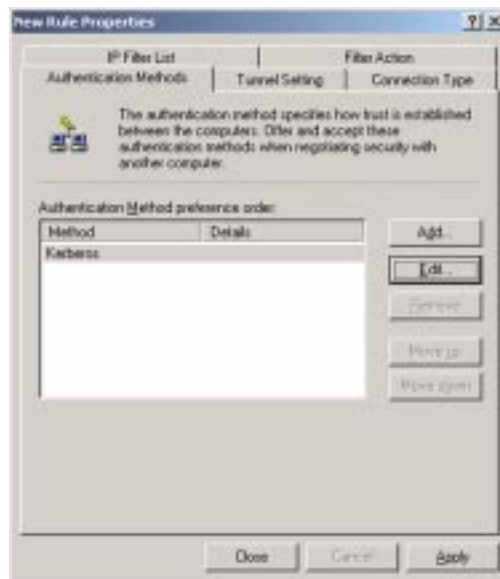 New Rule Properties
IP Filter List
Filter Action
Authentication Methods
Tunnel Setting
Connection Type
The authentication method specifies how trust is established
between the computers. Offer and accept these
authentication methods when negotiating security with
another computer.
Authentication Method preference order:
Method
Details
Add...
Kerberos
Edit...
Remove
Move up
Move down
Close
Cancel
Apply